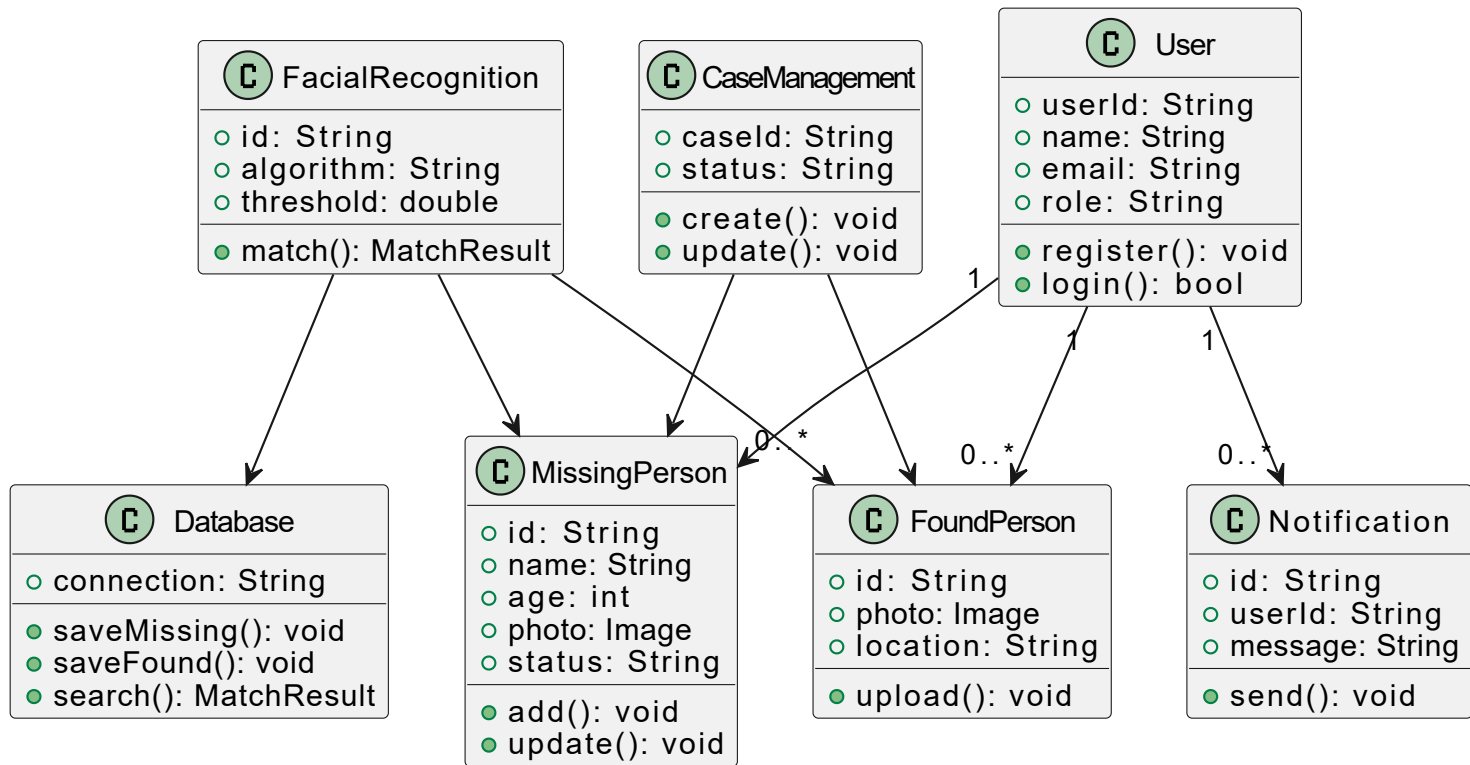 C FacialRecognition
id: String
algorithm: String
threshold: double
match(): MatchResult
C CaseManagement
caseId: String
status: String
create(): void
update(): void
C User
userId: String
name: String
email: String
role: String
register(): void
login(): bool
1
1
1
0..*
0..*
0..*
C Database
connection: String
saveMissing(): void
saveFound(): void
search(): MatchResult
C MissingPerson
id: String
name: String
age: int
photo: Image
status: String
add(): void
update(): void
C FoundPerson
id: String
photo: Image
location: String
upload(): void
C Notification
id: String
userId: String
message: String
send(): void